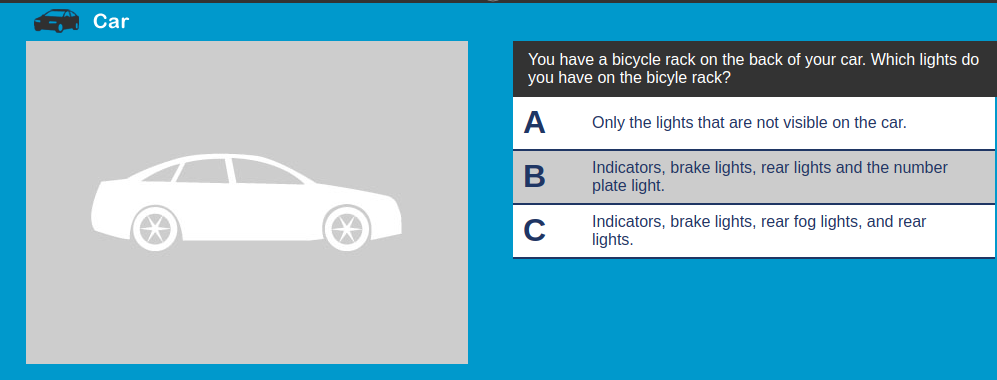 Car
You have a bicycle rack on the back of your car. Which lights do
you have on the bicyle rack?
A
Only the lights that are not visible on the car.
B
Indicators, brake lights, rear lights and the number
plate light.
C
Indicators, brake lights, rear fog lights, and rear
lights.